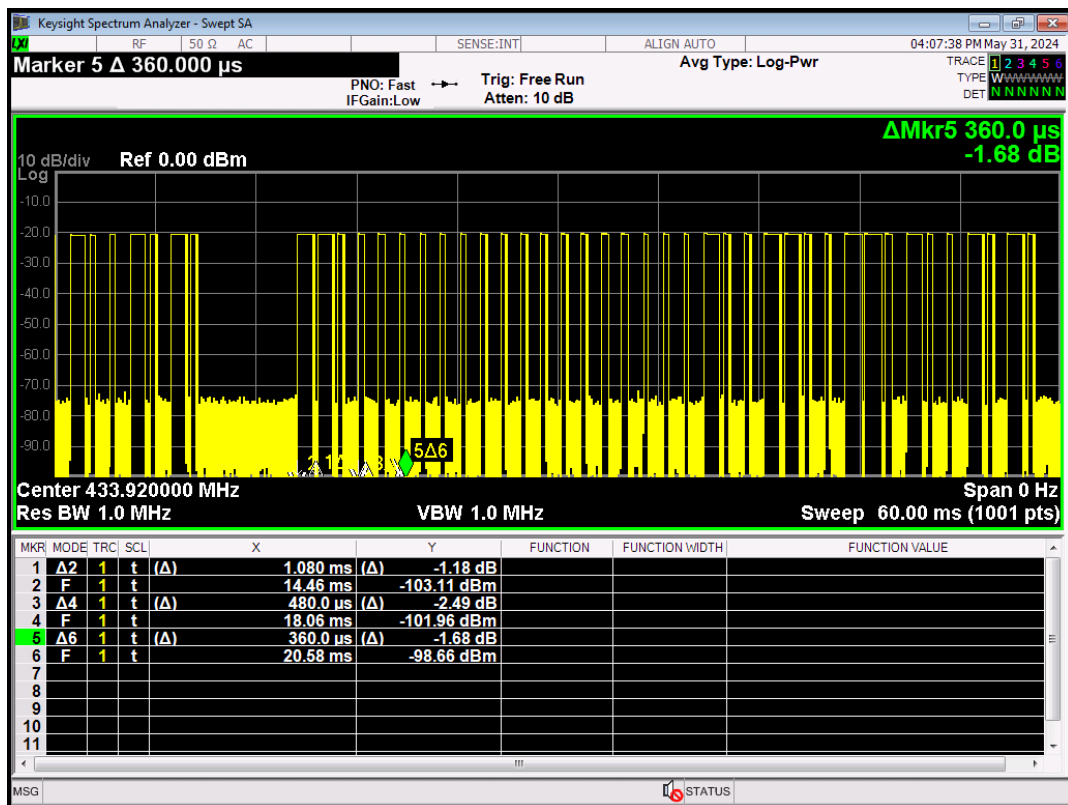 Keysight Spectrum Analyzer - Swept SA
LXI RF 50 Ω AC SENSE:INT ALIGN AUTO 04:07:38 PM May 31, 2024
Marker 5 Δ 360.000 μs
PNO: Fast
IFGain:Low
Trig: Free Run
Atten: 10 dB
Avg Type: Log-Pwr
TRACE 1 2 3 4 5 6
TYPE WWWWWW
DET N N N N N N
ΔMkr5 360.0 μs
-1.68 dB
10 dB/div Ref 0.00 dBm
Log
-10.0
-20.0
-30.0
-40.0
-50.0
-60.0
-70.0
-80.0
-90.0
5Δ6
Center 433.920000 MHz Span 0 Hz
Res BW 1.0 MHz VBW 1.0 MHz Sweep 60.00 ms (1001 pts)
MKR MODE TRC SCL X Y FUNCTION FUNCTION WIDTH FUNCTION VALUE
1 Δ2 1 t (Δ) 1.080 ms (Δ) -1.18 dB
2 F 1 t 14.46 ms -103.11 dBm
3 Δ4 1 t (Δ) 480.0 μs (Δ) -2.49 dB
4 F 1 t 18.06 ms -101.96 dBm
5 Δ6 1 t (Δ) 360.0 μs (Δ) -1.68 dB
6 F 1 t 20.58 ms -98.66 dBm
7
8
9
10
11
MSG STATUS